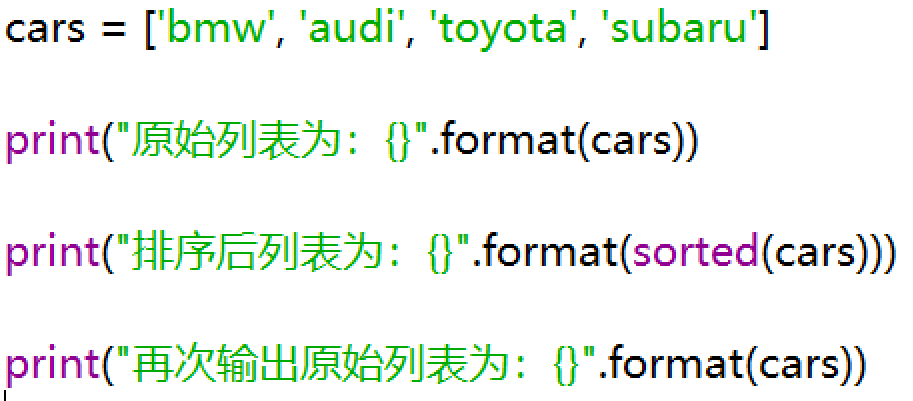 cars = ['bmw', 'audi', 'toyota', 'subaru']
print("原始列表为：{}".format(cars))
print("排序后列表为：{}".format(sorted(cars)))
print("再次输出原始列表为：{}".format(cars))